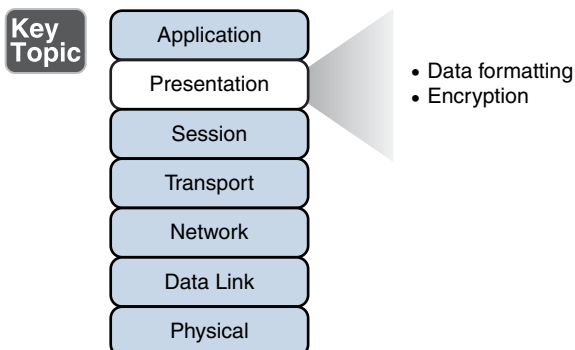 Key
Topic
Application
Presentation
Session
Transport
Network
Data Link
Physical
• Data formatting
• Encryption